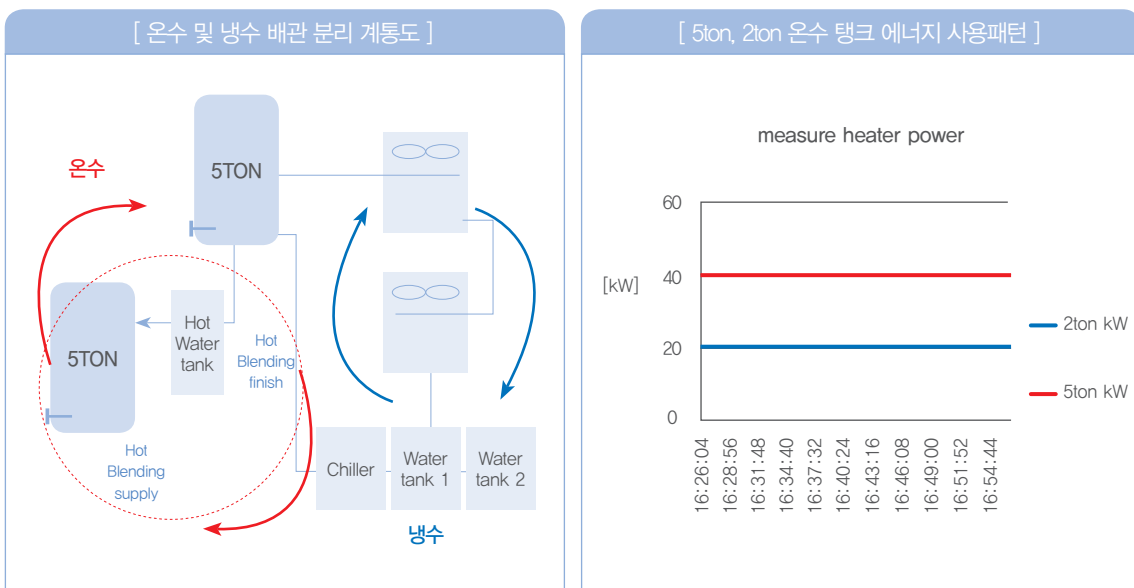 [ 온수 및 냉수 배관 분리 계통도 ]
온수
5TON
5TON
Hot
Water
tank
Hot
Blending
finish
Hot
Blending
supply
Chiller
Water
tank 1
Water
tank 2
냉수
[ 5ton, 2ton 온수 탱크 에너지 사용패턴 ]
measure heater power
[kW]
60
40
20
0
16:26:04
16:28:56
16:31:48
16:34:40
16:37:32
16:40:24
16:43:16
16:46:08
16:49:00
16:51:52
16:54:44
2ton kW
5ton kW